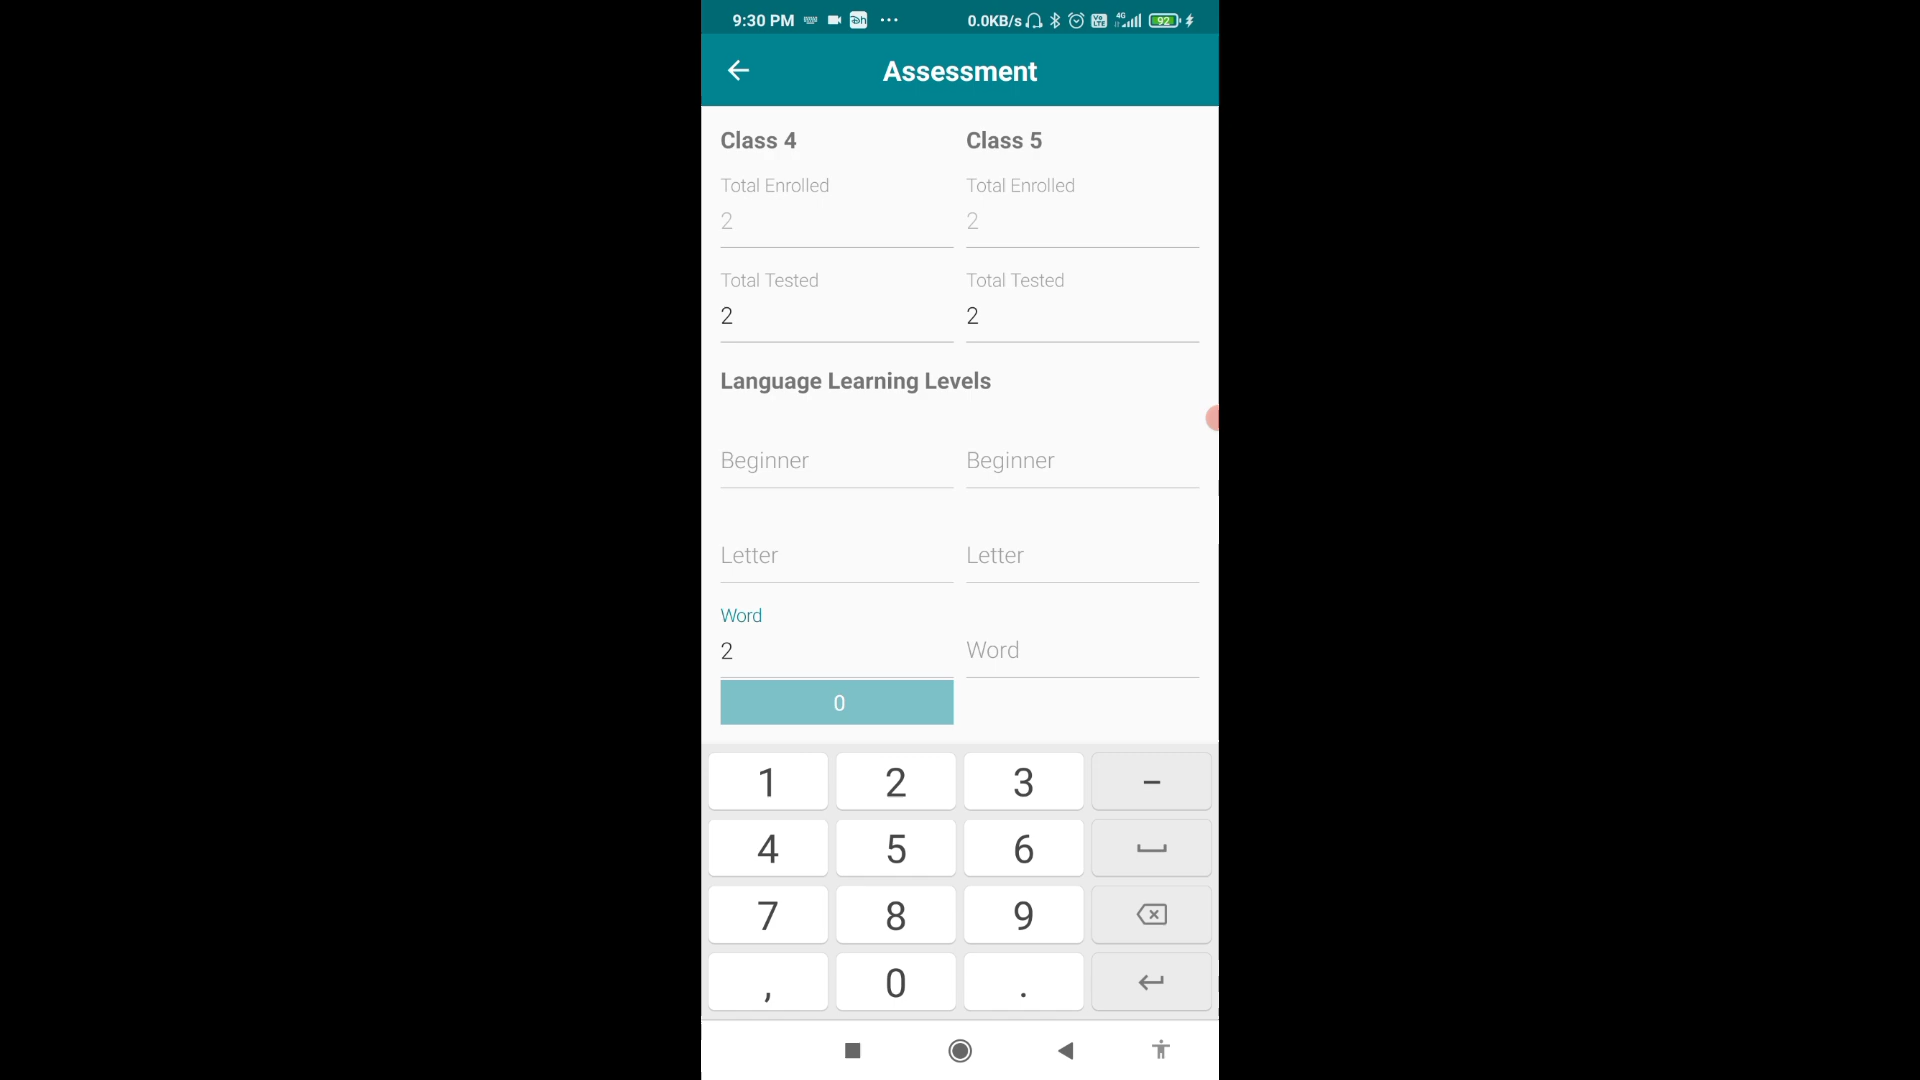 9:30 PM ... 0.0KB/s 4G 92
Assessment
Class 4 Class 5
Total Enrolled Total Enrolled
2 2
Total Tested Total Tested
2 2
Language Learning Levels
Beginner Beginner
Letter Letter
Word
2 Word
0
1 2 3 –
4 5 6
7 8 9
, 0 .